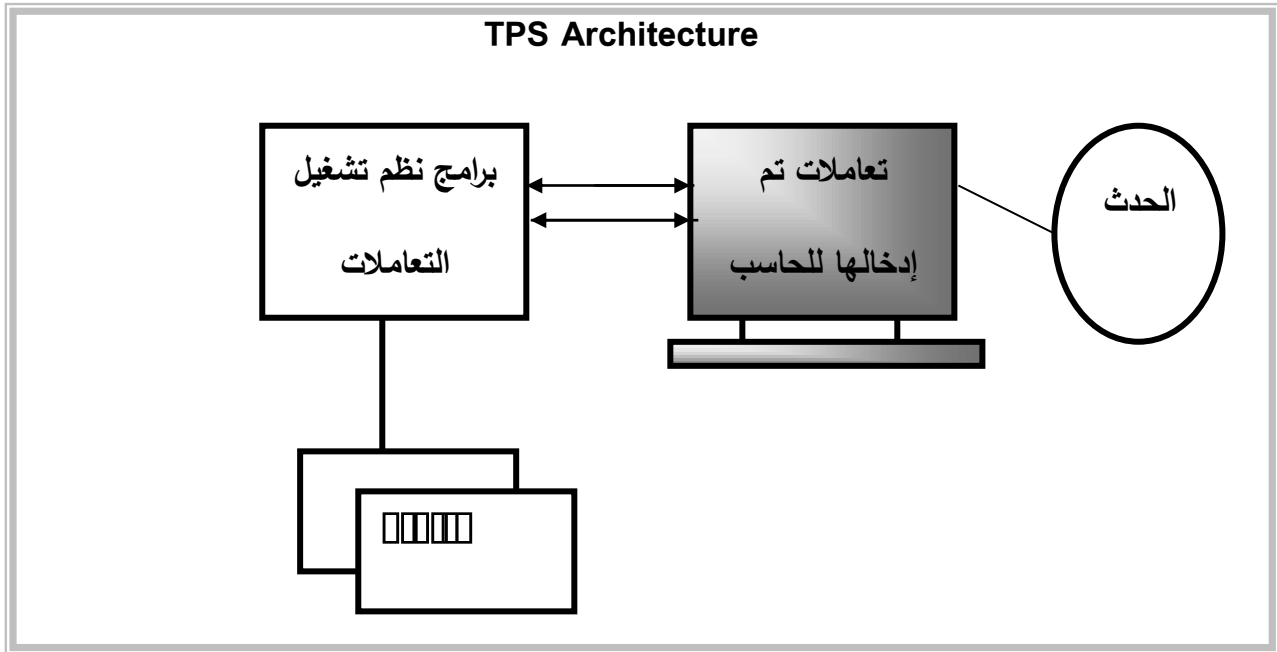 TPS Architecture
الحدث
تعاملات تم
إدخالها للحاسب
برامج نظم تشغيل
التعاملات